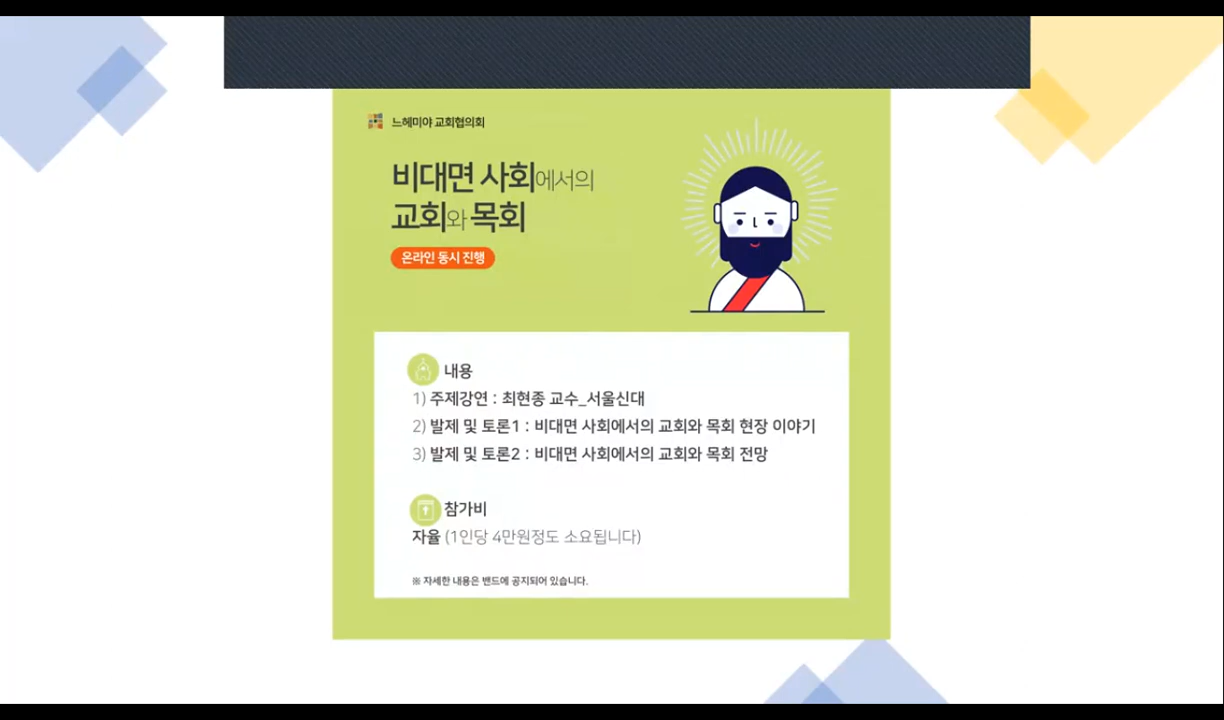 느헤미야 교회협의회
비대면 사회에서의
교회와 목회
온라인 동시 진행
내용
1) 주제강연 : 최현종 교수_서울신대
2) 발제 및 토론1 : 비대면 사회에서의 교회와 목회 현장 이야기
3) 발제 및 토론2 : 비대면 사회에서의 교회와 목회 전망
참가비
자율 (1인당 4만원정도 소요됩니다)
※ 자세한 내용은 밴드에 공지되어 있습니다.